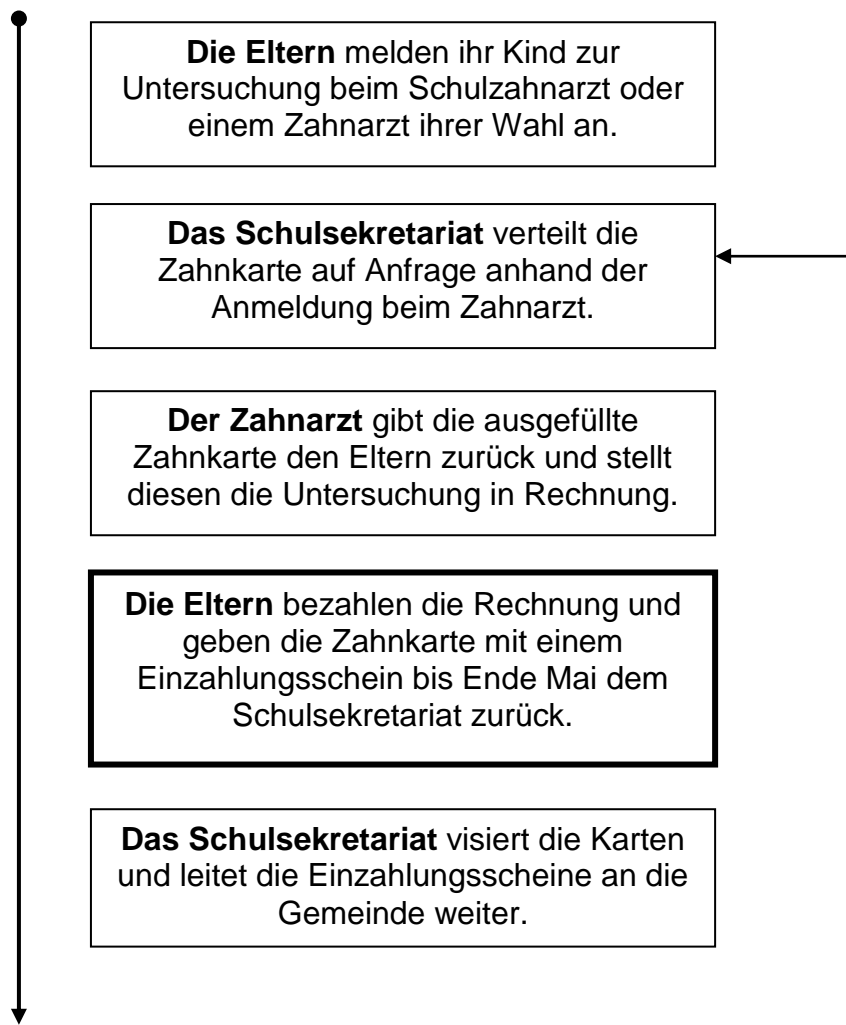 Die Eltern melden ihr Kind zur
Untersuchung beim Schulzahnarzt oder
einem Zahnarzt ihrer Wahl an.
Das Schulsekretariat verteilt die
Zahnkarte auf Anfrage anhand der
Anmeldung beim Zahnarzt.
Der Zahnarzt gibt die ausgefüllte
Zahnkarte den Eltern zurück und stellt
diesen die Untersuchung in Rechnung.
Die Eltern bezahlen die Rechnung und
geben die Zahnkarte mit einem
Einzahlungsschein bis Ende Mai dem
Schulsekretariat zurück.
Das Schulsekretariat visiert die Karten
und leitet die Einzahlungsscheine an die
Gemeinde weiter.